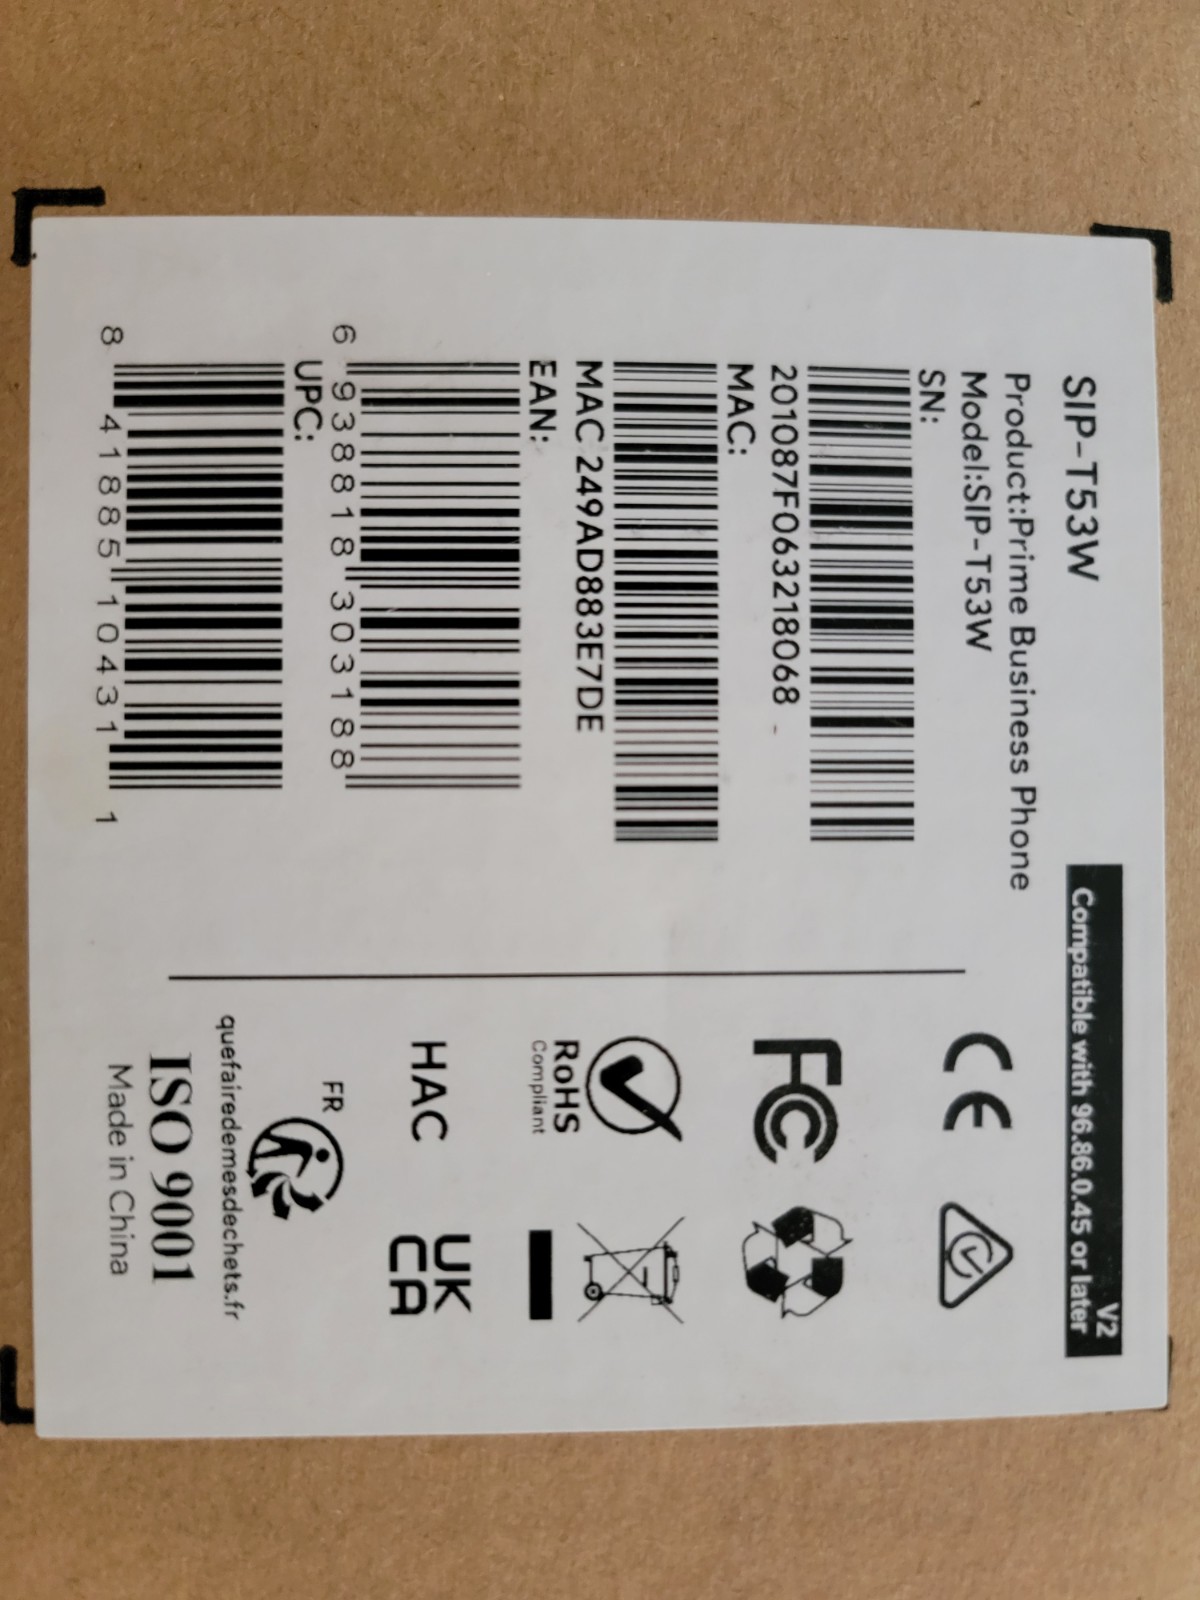 SIP-T53W
V2
Compatible with 96.86.0.45 or later
Product:Prime Business Phone
Model:SIP-T53W
SN:
201087F063218068
MAC:
MAC 249AD883E7DE
EAN:
6 938818 303188
UPC:
8 41885 10431 1
CE
FC
RoHS
Compliant
HAC
UK
CA
FR
quefairedemesdechets.fr
ISO 9001
Made in China